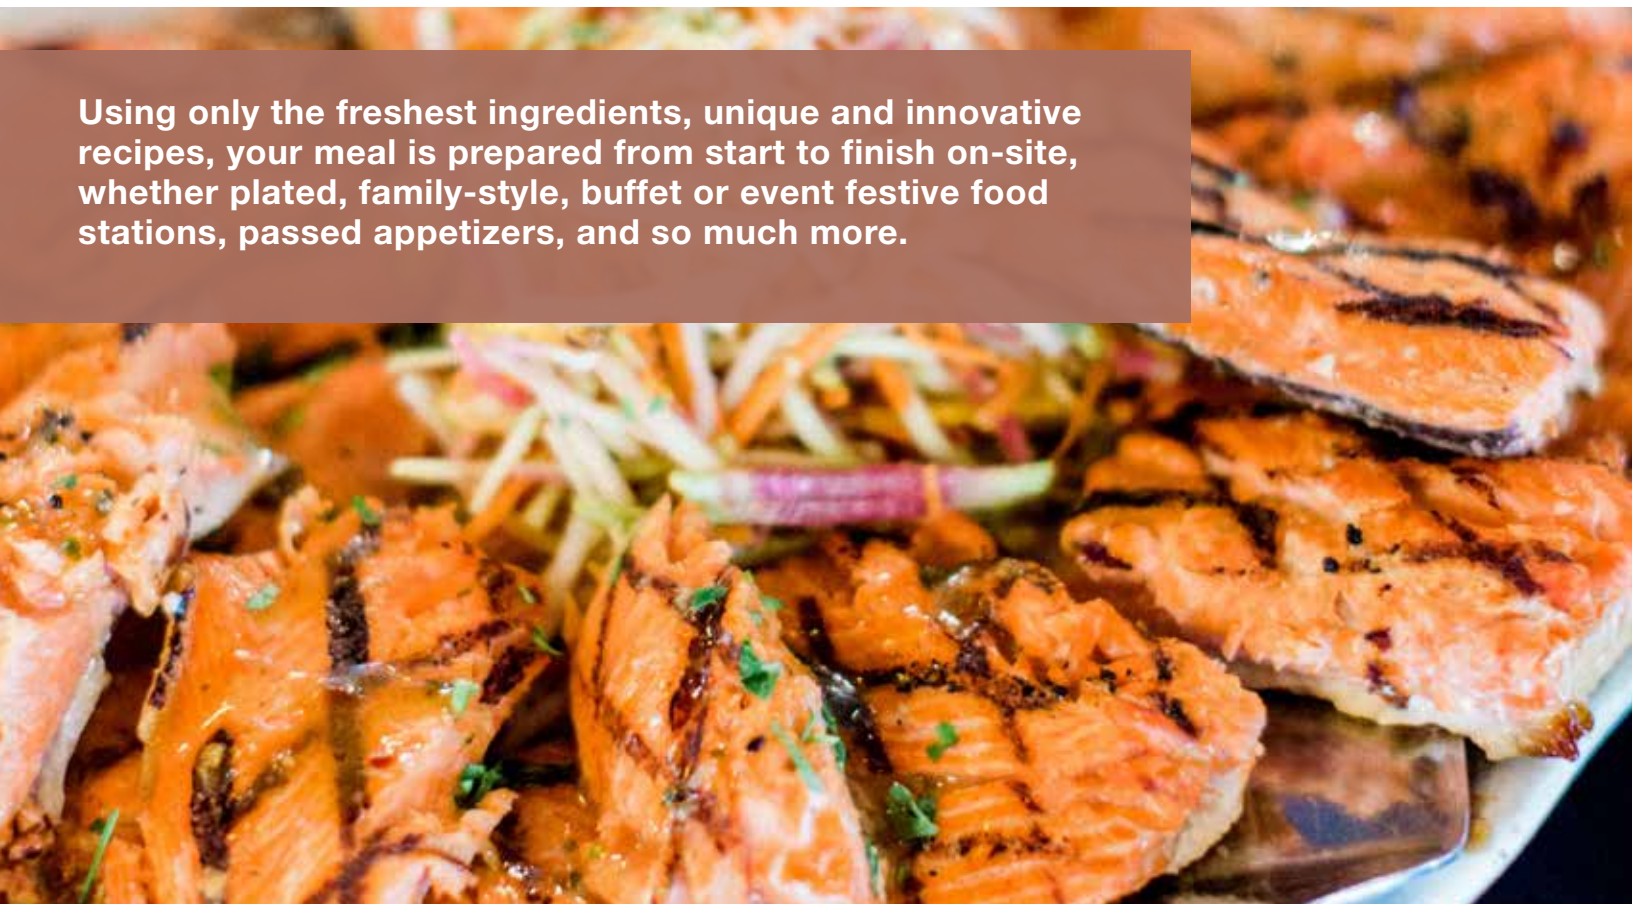 Using only the freshest ingredients, unique and innovative
recipes, your meal is prepared from start to finish on-site,
whether plated, family-style, buffet or event festive food
stations, passed appetizers, and so much more.